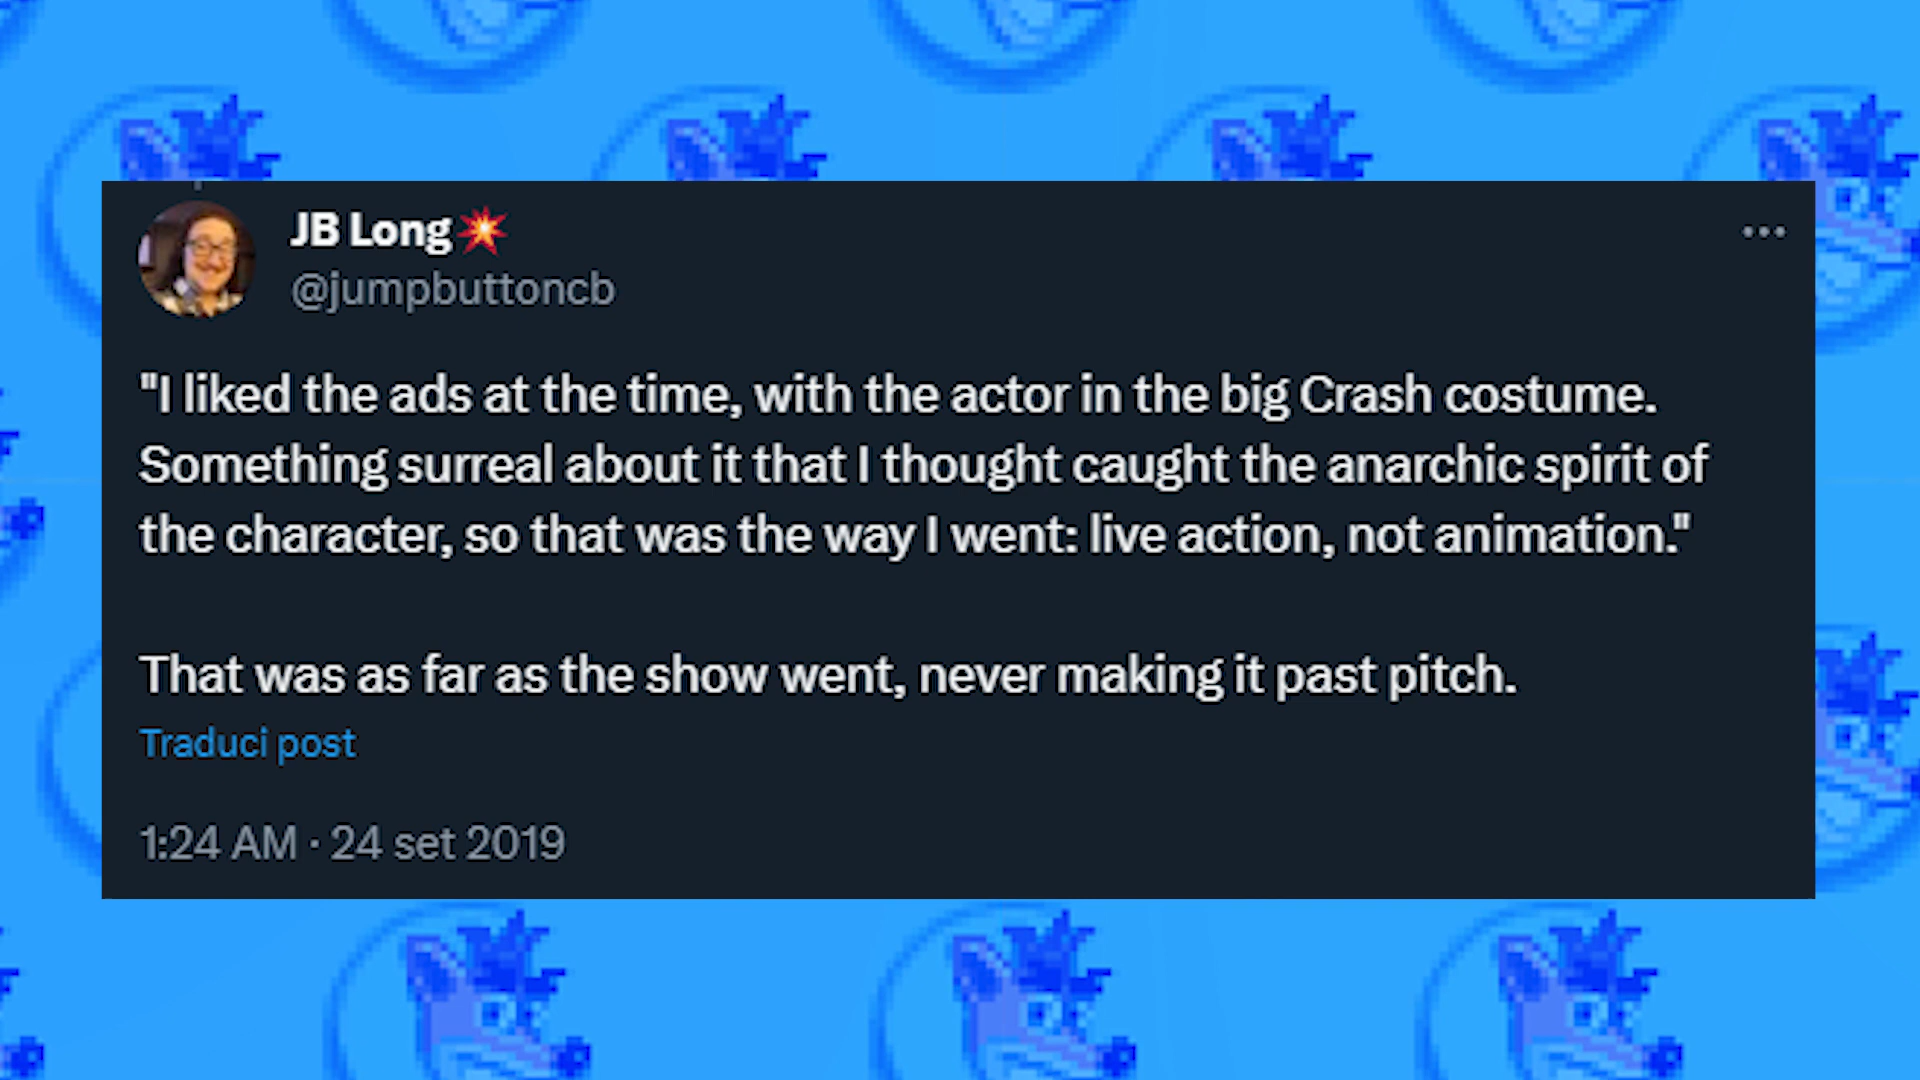 JB Long💥
@jumpbuttoncb
"I liked the ads at the time, with the actor in the big Crash costume.
Something surreal about it that I thought caught the anarchic spirit of
the character, so that was the way I went: live action, not animation."
That was as far as the show went, never making it past pitch.
Traduci post
1:24 AM · 24 set 2019